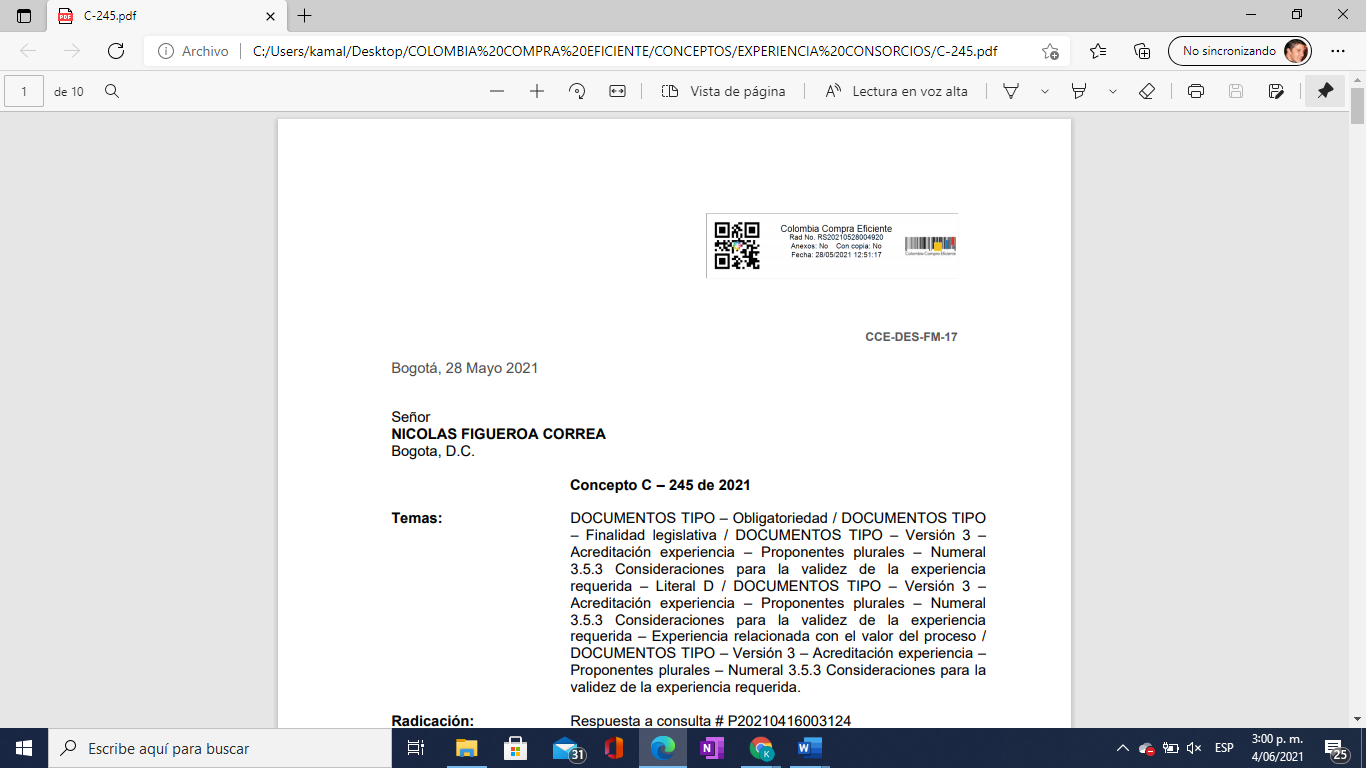 C-245.pdf
Archivo
C:/Users/kamal/Desktop/COLOMBIA%20COMPRA%20EFICIENTE/CONCEPTOS/EXPERIENCIA%20CONSORCIOS/C-245.pdf
No sincronizando
1 de 10
Vista de página
Lectura en voz alta
Colombia Compra Eficiente
Rad No. RS20210528004920
Anexos: No Con copia: No
Fecha: 28/05/2021 12:51:17
Colombia Compra Eficiente
CCE-DES-FM-17
Bogotá, 28 Mayo 2021
Señor
NICOLAS FIGUEROA CORREA
Bogota, D.C.
Concepto C – 245 de 2021
Temas: DOCUMENTOS TIPO – Obligatoriedad / DOCUMENTOS TIPO
– Finalidad legislativa / DOCUMENTOS TIPO – Versión 3 –
Acreditación experiencia – Proponentes plurales – Numeral
3.5.3 Consideraciones para la validez de la experiencia
requerida – Literal D / DOCUMENTOS TIPO – Versión 3 –
Acreditación experiencia – Proponentes plurales – Numeral
3.5.3 Consideraciones para la validez de la experiencia
requerida – Experiencia relacionada con el valor del proceso /
DOCUMENTOS TIPO – Versión 3 – Acreditación experiencia –
Proponentes plurales – Numeral 3.5.3 Consideraciones para la
validez de la experiencia requerida.
Radicación: Respuesta a consulta # P20210416003124
Escribe aquí para buscar
31
K
ESP
3:00 p. m.
4/06/2021
25